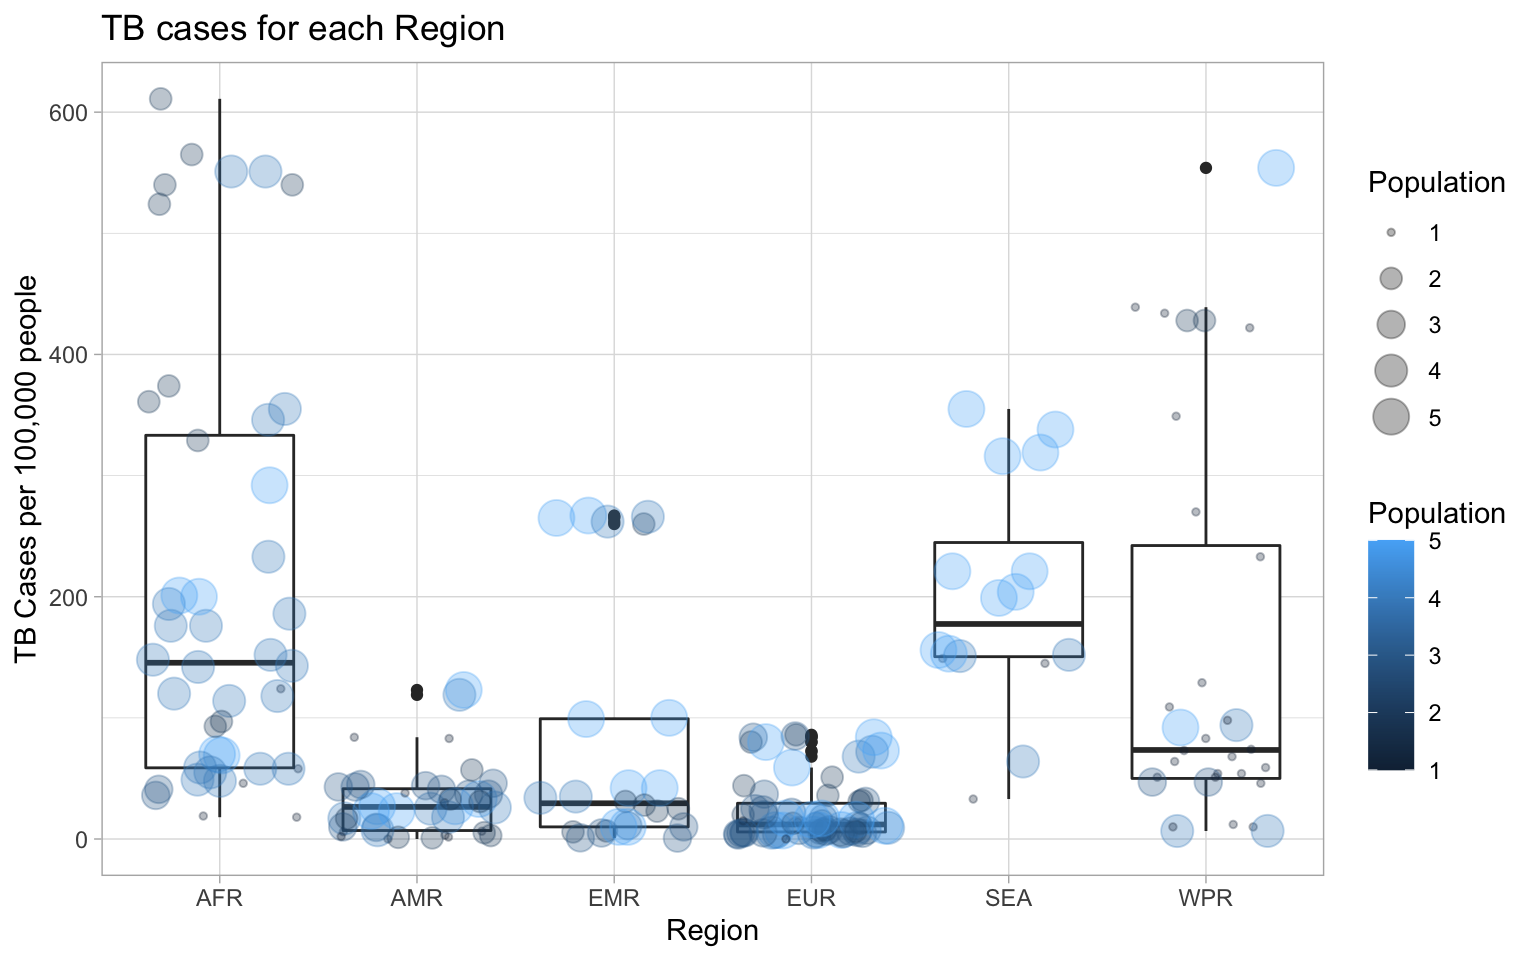 TB cases for each Region
TB Cases per 100,000 people
600
400
200
0
AFR
AMR
EMR
EUR
SEA
WPR
Region
Population
1
2
3
4
5
Population
5
4
3
2
1